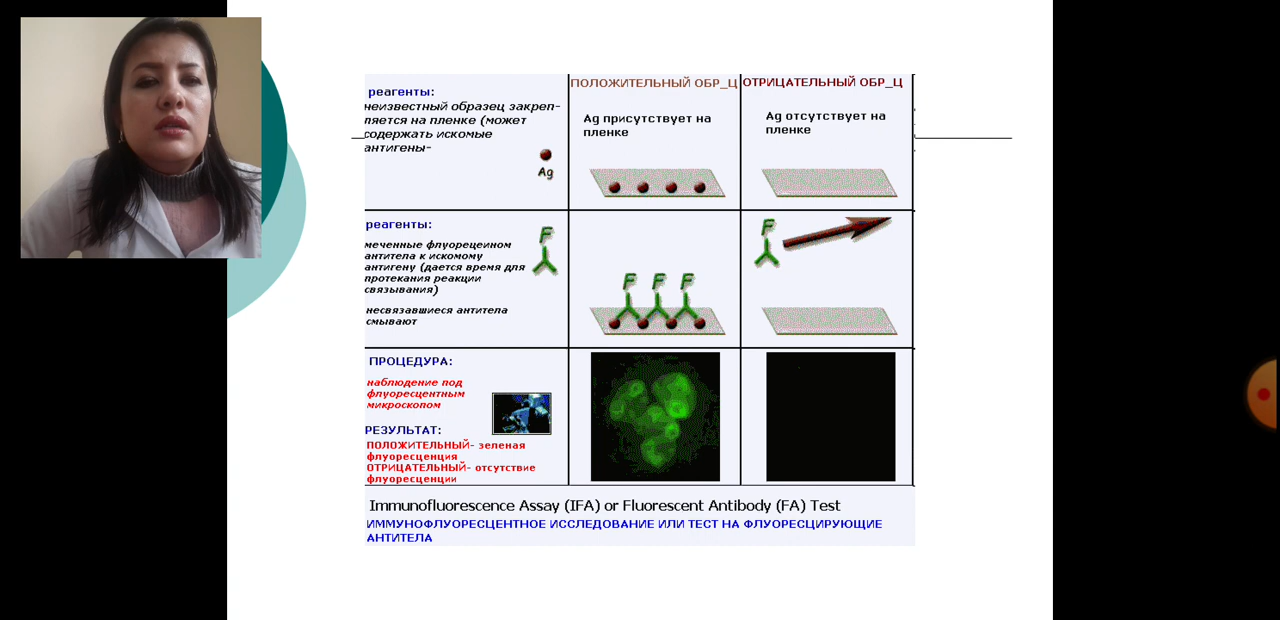 реагенты:
неизвестный образец закреп-
ляется на пленке (может
содержать искомые
антигены-
Ag
ПОЛОЖИТЕЛЬНЫЙ ОБР_Ц
Ag присутствует на
пленке
ОТРИЦАТЕЛЬНЫЙ ОБР_Ц
Ag отсутствует на
пленке
реагенты:
меченные флуорецеином
антитела к искомому
антигену (дается время для
протекания реакции
связывания)
несвязавшиеся антитела
смывают
F
F F F
F
ПРОЦЕДУРА:
наблюдение под
флуоресцентным
микроскопом
РЕЗУЛЬТАТ:
ПОЛОЖИТЕЛЬНЫЙ- зеленая
флуоресценция
ОТРИЦАТЕЛЬНЫЙ- отсутствие
флуоресценции
Immunofluorescence Assay (IFA) or Fluorescent Antibody (FA) Test
ИММУНОФЛУОРЕСЦЕНТНОЕ ИССЛЕДОВАНИЕ ИЛИ ТЕСТ НА ФЛУОРЕСЦИРУЮЩИЕ
АНТИТЕЛА